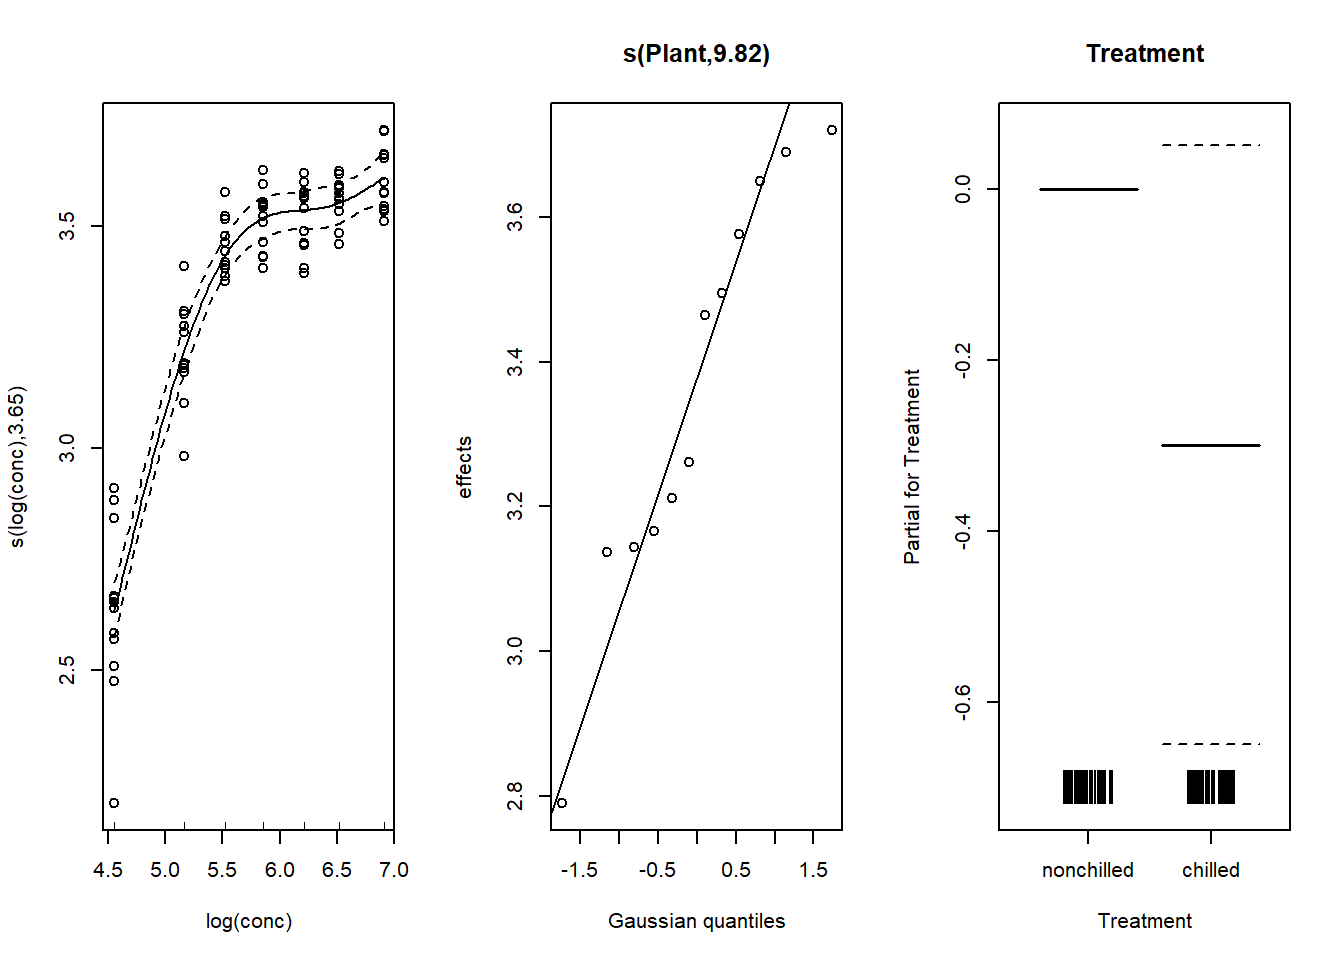 s(Plant,9.82)
Treatment
s(log(conc),3.65)
3.5
3.0
2.5
4.5 5.0 5.5 6.0 6.5 7.0
log(conc)
effects
3.6
3.4
3.2
3.0
2.8
-1.5 -0.5 0.5 1.5
Gaussian quantiles
Partial for Treatment
0.0
-0.2
-0.4
-0.6
nonchilled chilled
Treatment